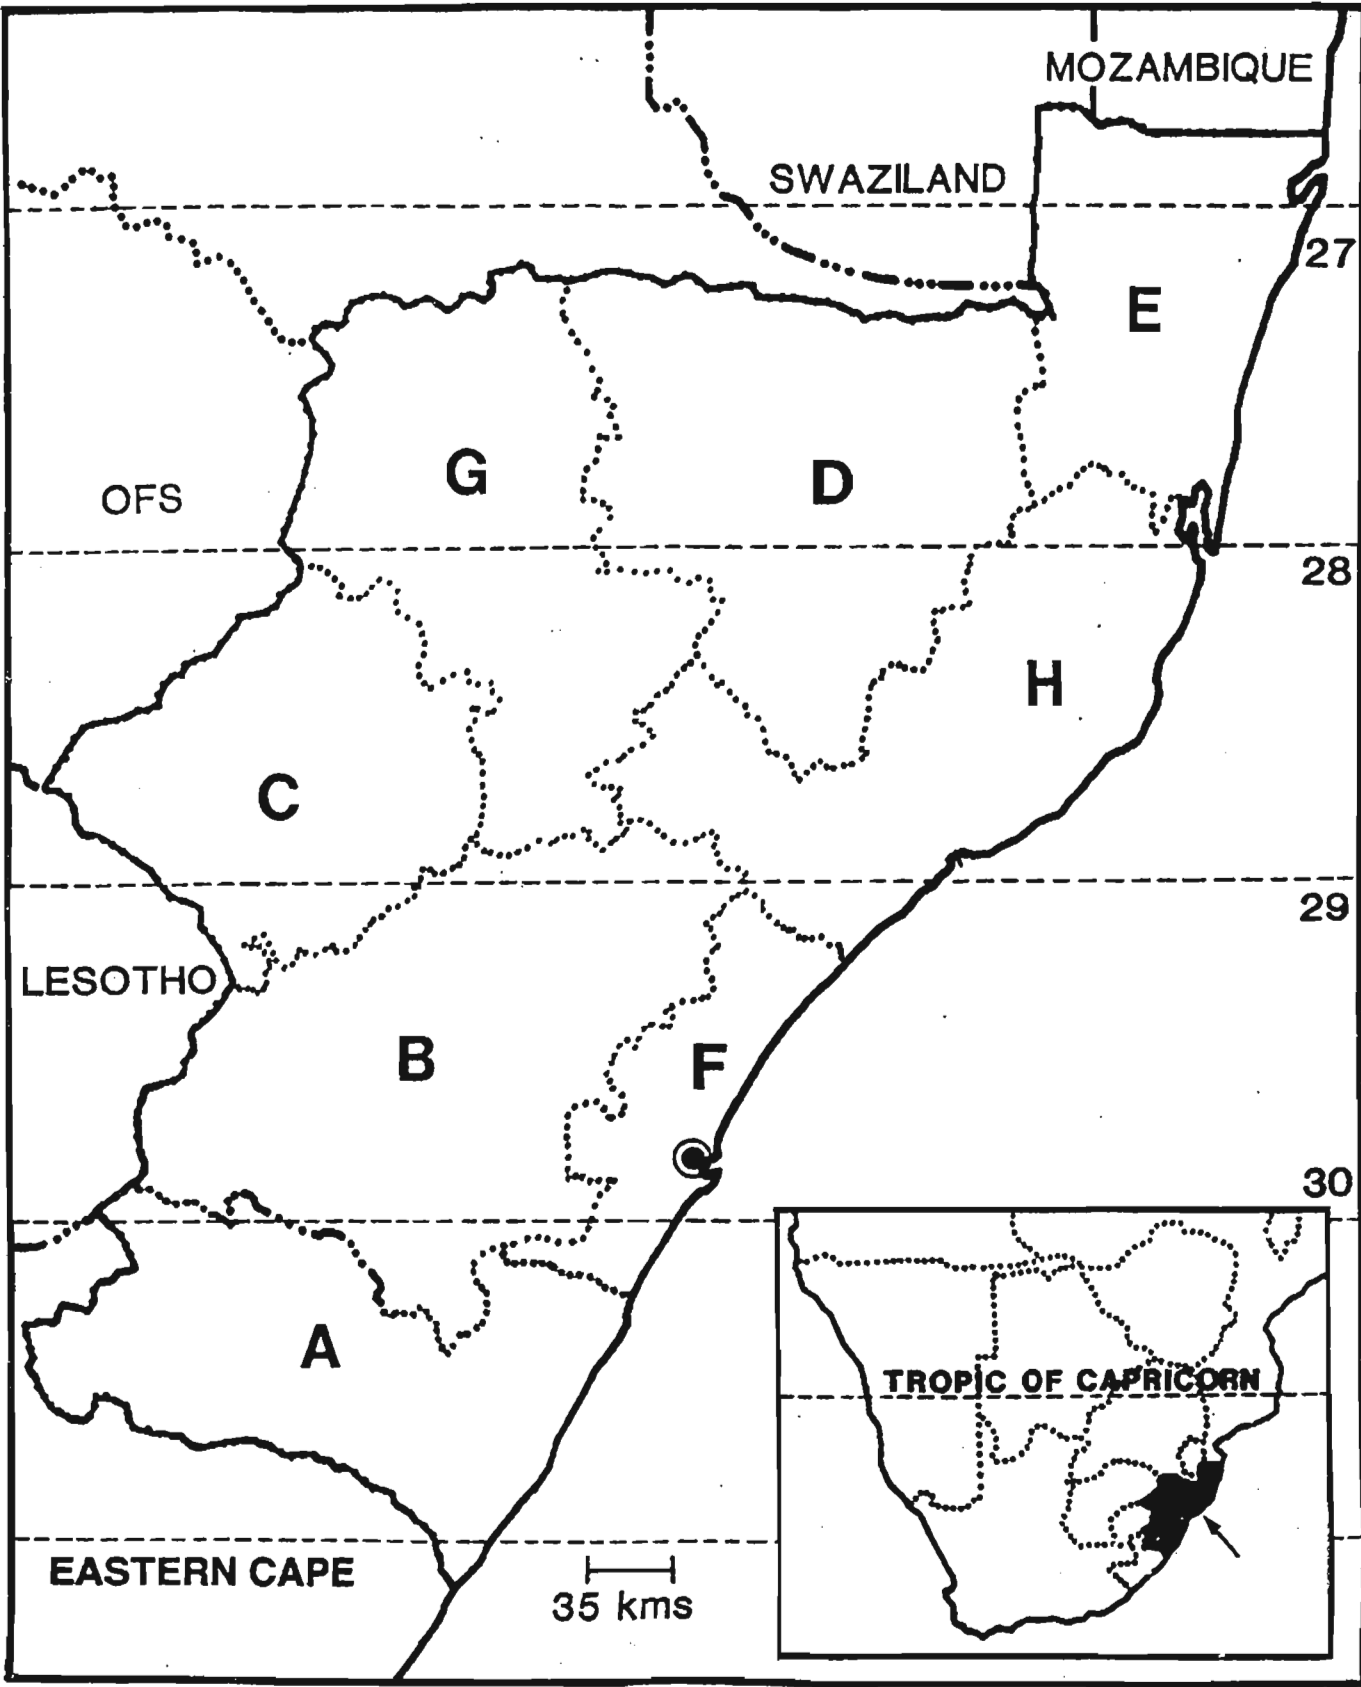 MOZAMBIQUE
SWAZILAND
27
E
G
D
OFS
28
H
C
29
LESOTHO
B
F
30
A
TROPIC OF CAPRICORN
EASTERN CAPE
35 kms